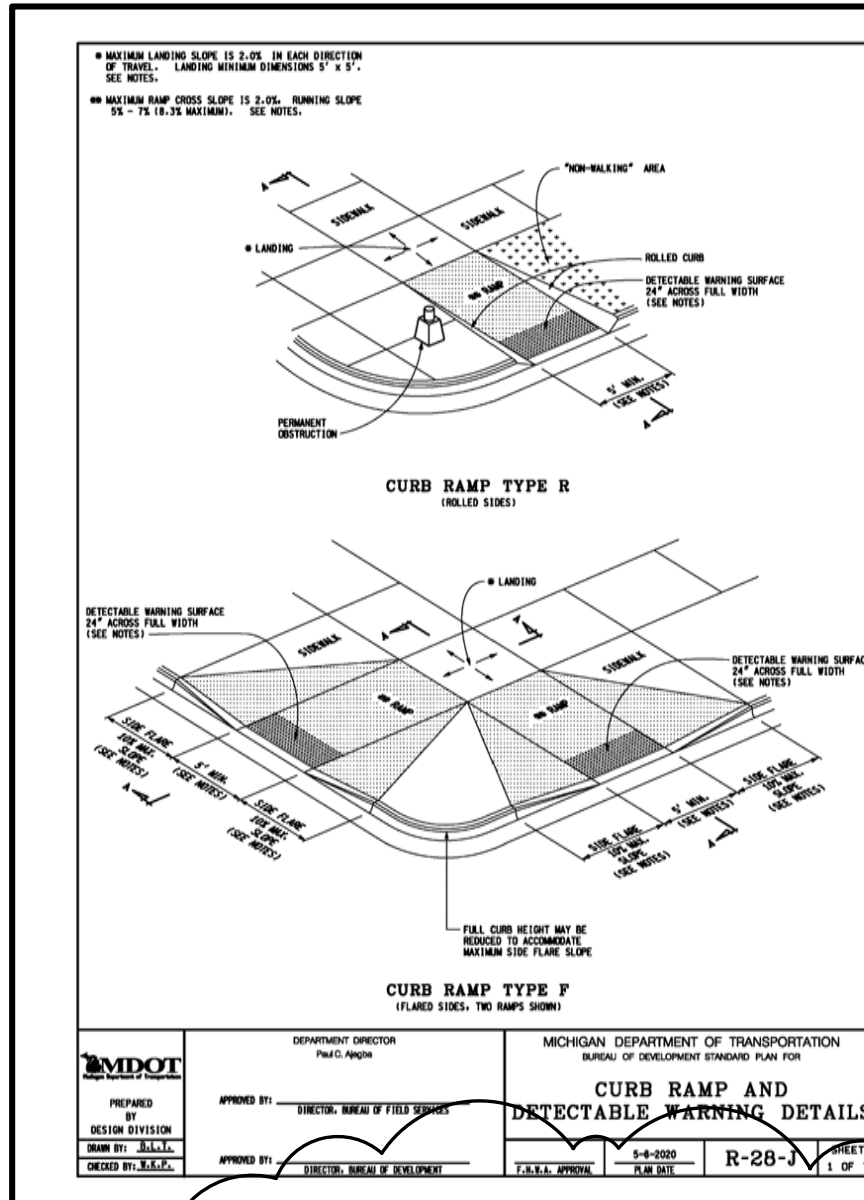 * MAXIMUM LANDING SLOPE IS 2.0% IN EACH DIRECTION
OF TRAVEL. LANDING MINIMUM DIMENSIONS 5' x 5'.
SEE NOTES.
** MAXIMUM RAMP CROSS SLOPE IS 2.0%. RUNNING SLOPE
5% - 7% (8.3% MAXIMUM). SEE NOTES.
A
"NON-WALKING" AREA
SIDEWALK
SIDEWALK
* LANDING
ROLLED CURB
** RAMP
DETECTABLE WARNING SURFACE
24" ACROSS FULL WIDTH
(SEE NOTES)
5' MIN.
(SEE NOTES)
A
PERMANENT
OBSTRUCTION
CURB RAMP TYPE R
(ROLLED SIDES)
* LANDING
DETECTABLE WARNING SURFACE
24" ACROSS FULL WIDTH
(SEE NOTES)
SIDEWALK
A
A
SIDEWALK
DETECTABLE WARNING SURFAC
24" ACROSS FULL WIDTH
(SEE NOTES)
** RAMP
** RAMP
SIDE FLARE
10% MAX.
SLOPE
(SEE NOTES)
5' MIN.
(SEE NOTES)
SIDE FLARE
10% MAX.
SLOPE
(SEE NOTES)
A
SIDE FLARE
10% MAX.
SLOPE
(SEE NOTES)
5' MIN.
(SEE NOTES)
SIDE FLARE
10% MAX.
SLOPE
(SEE NOTES)
A
FULL CURB HEIGHT MAY BE
REDUCED TO ACCOMMODATE
MAXIMUM SIDE FLARE SLOPE
CURB RAMP TYPE F
(FLARED SIDES, TWO RAMPS SHOWN)
MDOT
Michigan Department of Transportation
PREPARED
BY
DESIGN DIVISION
DRAWN BY: B.L.T.
CHECKED BY: W.K.P.
DEPARTMENT DIRECTOR
Paul C. Ajegba
APPROVED BY:
DIRECTOR, BUREAU OF FIELD SERVICES
APPROVED BY:
DIRECTOR, BUREAU OF DEVELOPMENT
MICHIGAN DEPARTMENT OF TRANSPORTATION
BUREAU OF DEVELOPMENT STANDARD PLAN FOR
CURB RAMP AND
DETECTABLE WARNING DETAILS
F.H.W.A. APPROVAL
5-6-2020
PLAN DATE
R-28-J
SHEET
1 OF